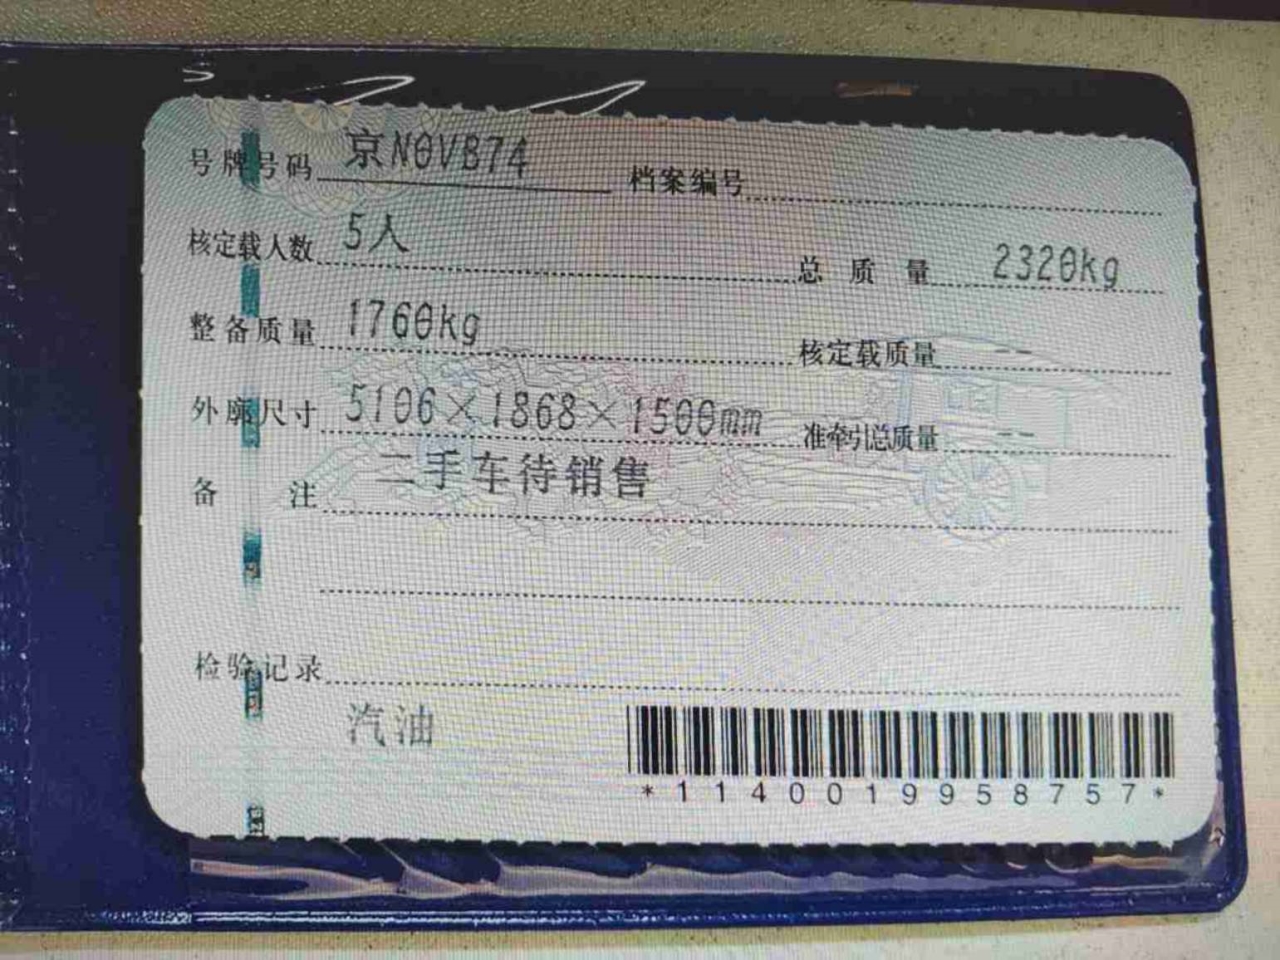 号牌号码 京N0VB74 档案编号
核定载人数 5人 总质量 2320kg
整备质量 1760kg 核定载质量 --
外廓尺寸 5106×1868×1500mm 准牵引总质量 --
备注 二手车待销售
检验记录
汽油
*1140019958757*